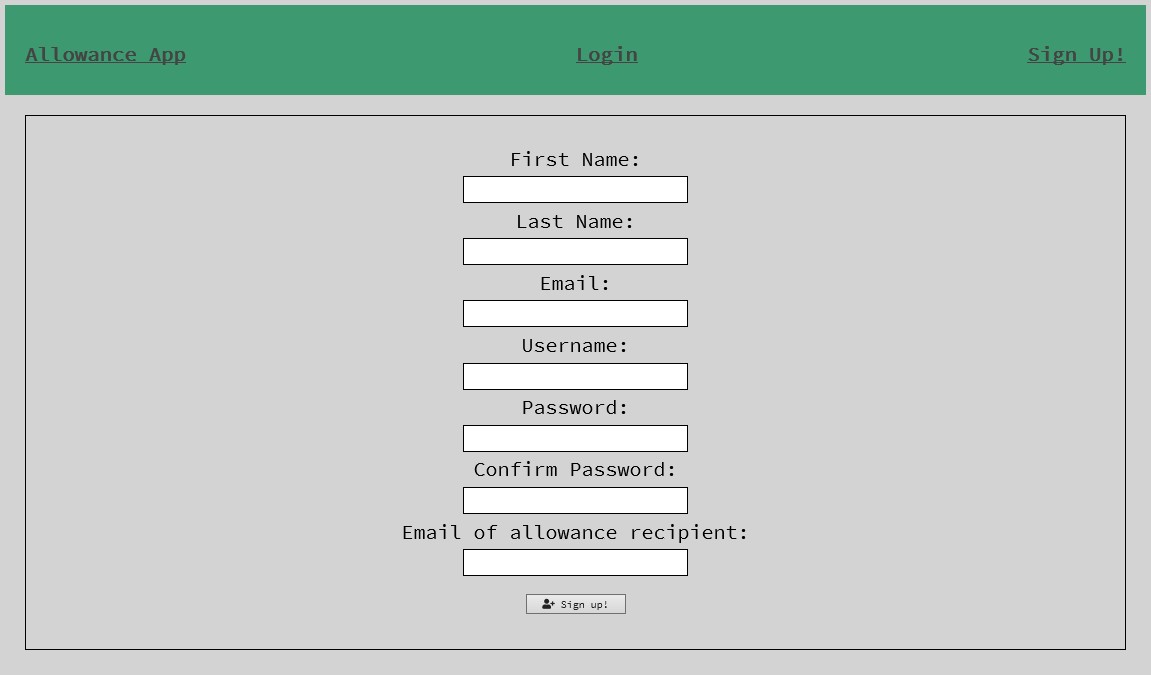 Allowance App Login Sign Up!
First Name:
Last Name:
Email:
Username:
Password:
Confirm Password:
Email of allowance recipient:
Sign up!